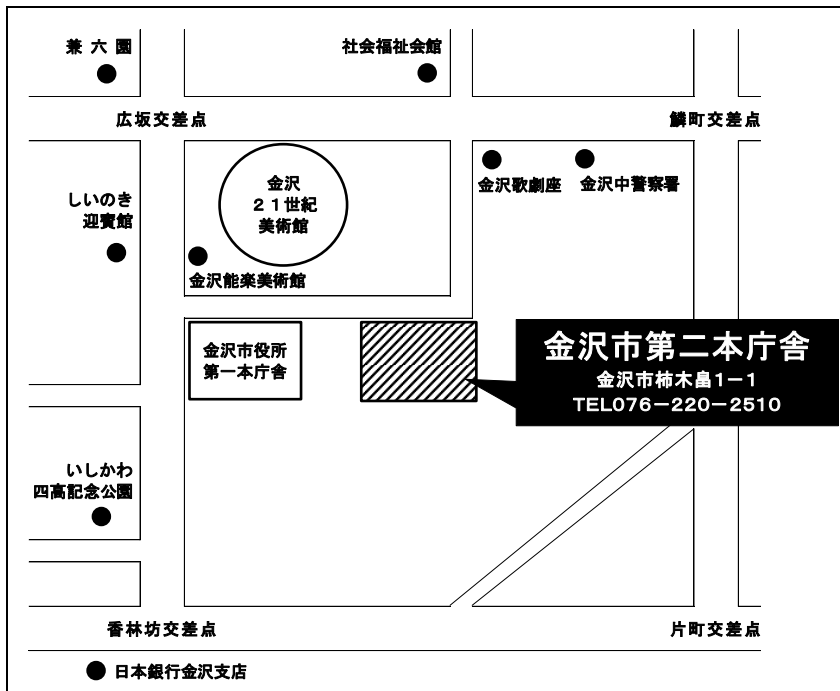 兼六園
社会福祉会館
広坂交差点
鱗町交差点
金沢
２１世紀
美術館
金沢歌劇座
金沢中警察署
しいのき
迎賓館
金沢能楽美術館
金沢市役所
第一本庁舎
金沢市第二本庁舎
金沢市柿木畠1－1
TEL076－220－2510
いしかわ
四高記念公園
香林坊交差点
片町交差点
日本銀行金沢支店